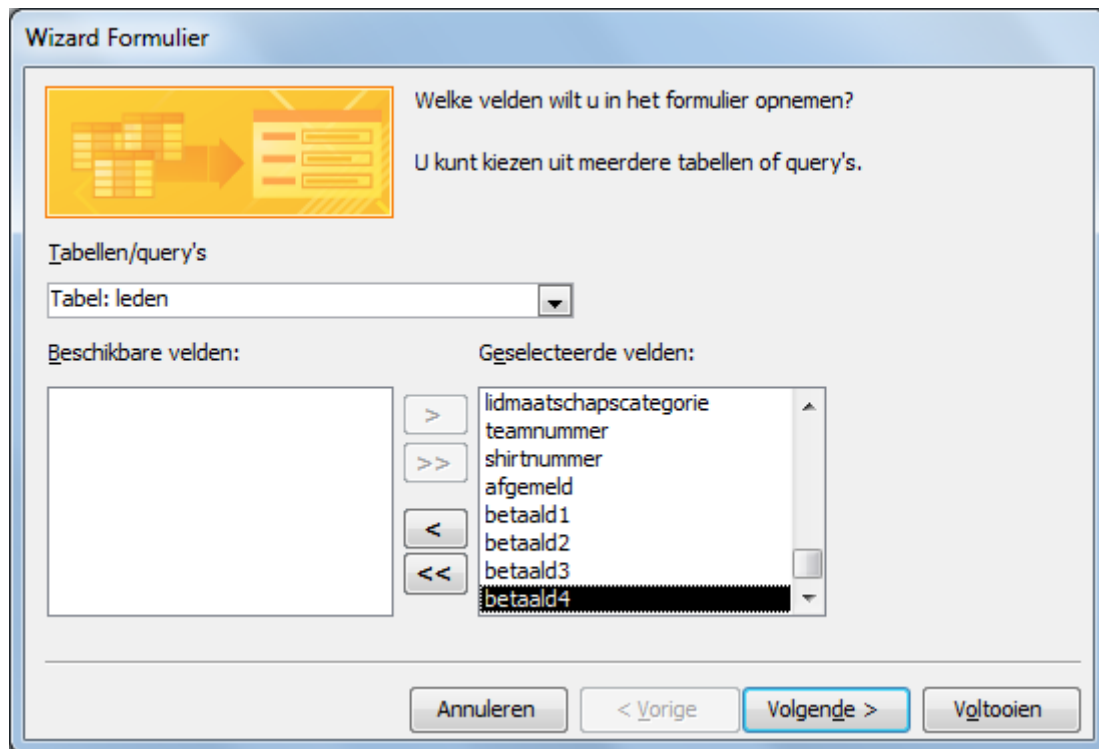 Wizard Formulier
Welke velden wilt u in het formulier opnemen?
U kunt kiezen uit meerdere tabellen of query's.
Tabellen/query's
Tabel: leden
Beschikbare velden:
Geselecteerde velden:
>
>>
<
<<
lidmaatschapscategorie
teamnummer
shirtnummer
afgemeld
betaald1
betaald2
betaald3
betaald4
Annuleren
< Vorige
Volgende >
Voltooien